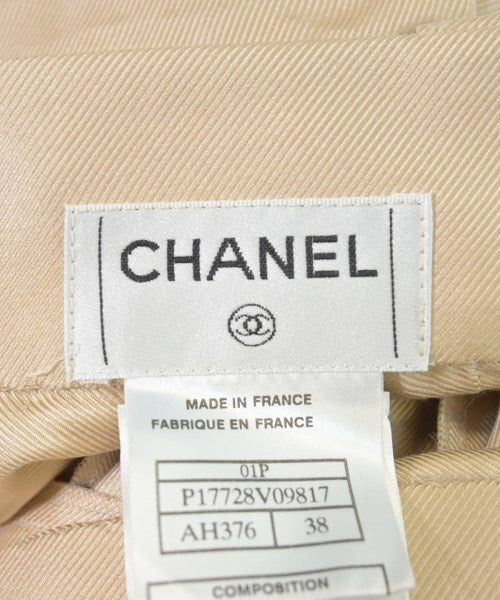 CHANEL
MADE IN FRANCE
FABRIQUE EN FRANCE
01P
P17728V09817
AH376 38
COMPOSITION